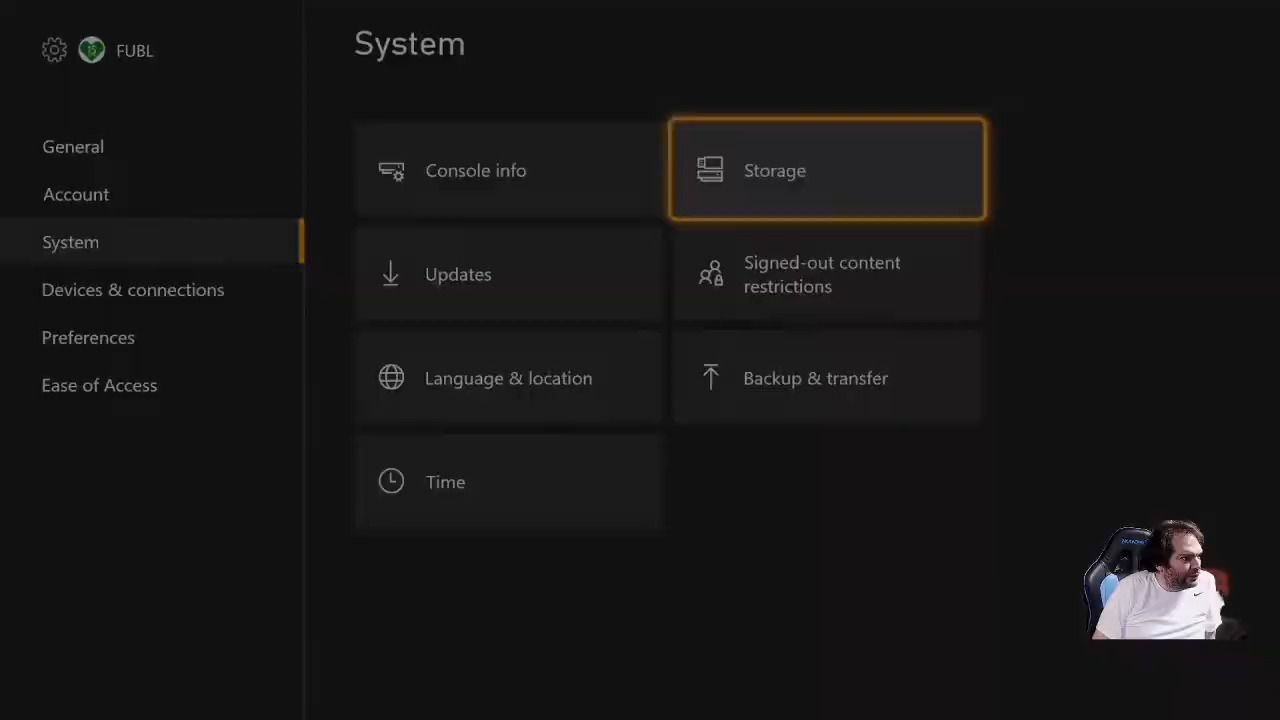 FUBL
General
Account
System
Devices & connections
Preferences
Ease of Access
System
Console info
Storage
Updates
Signed-out content
restrictions
Language & location
Backup & transfer
Time